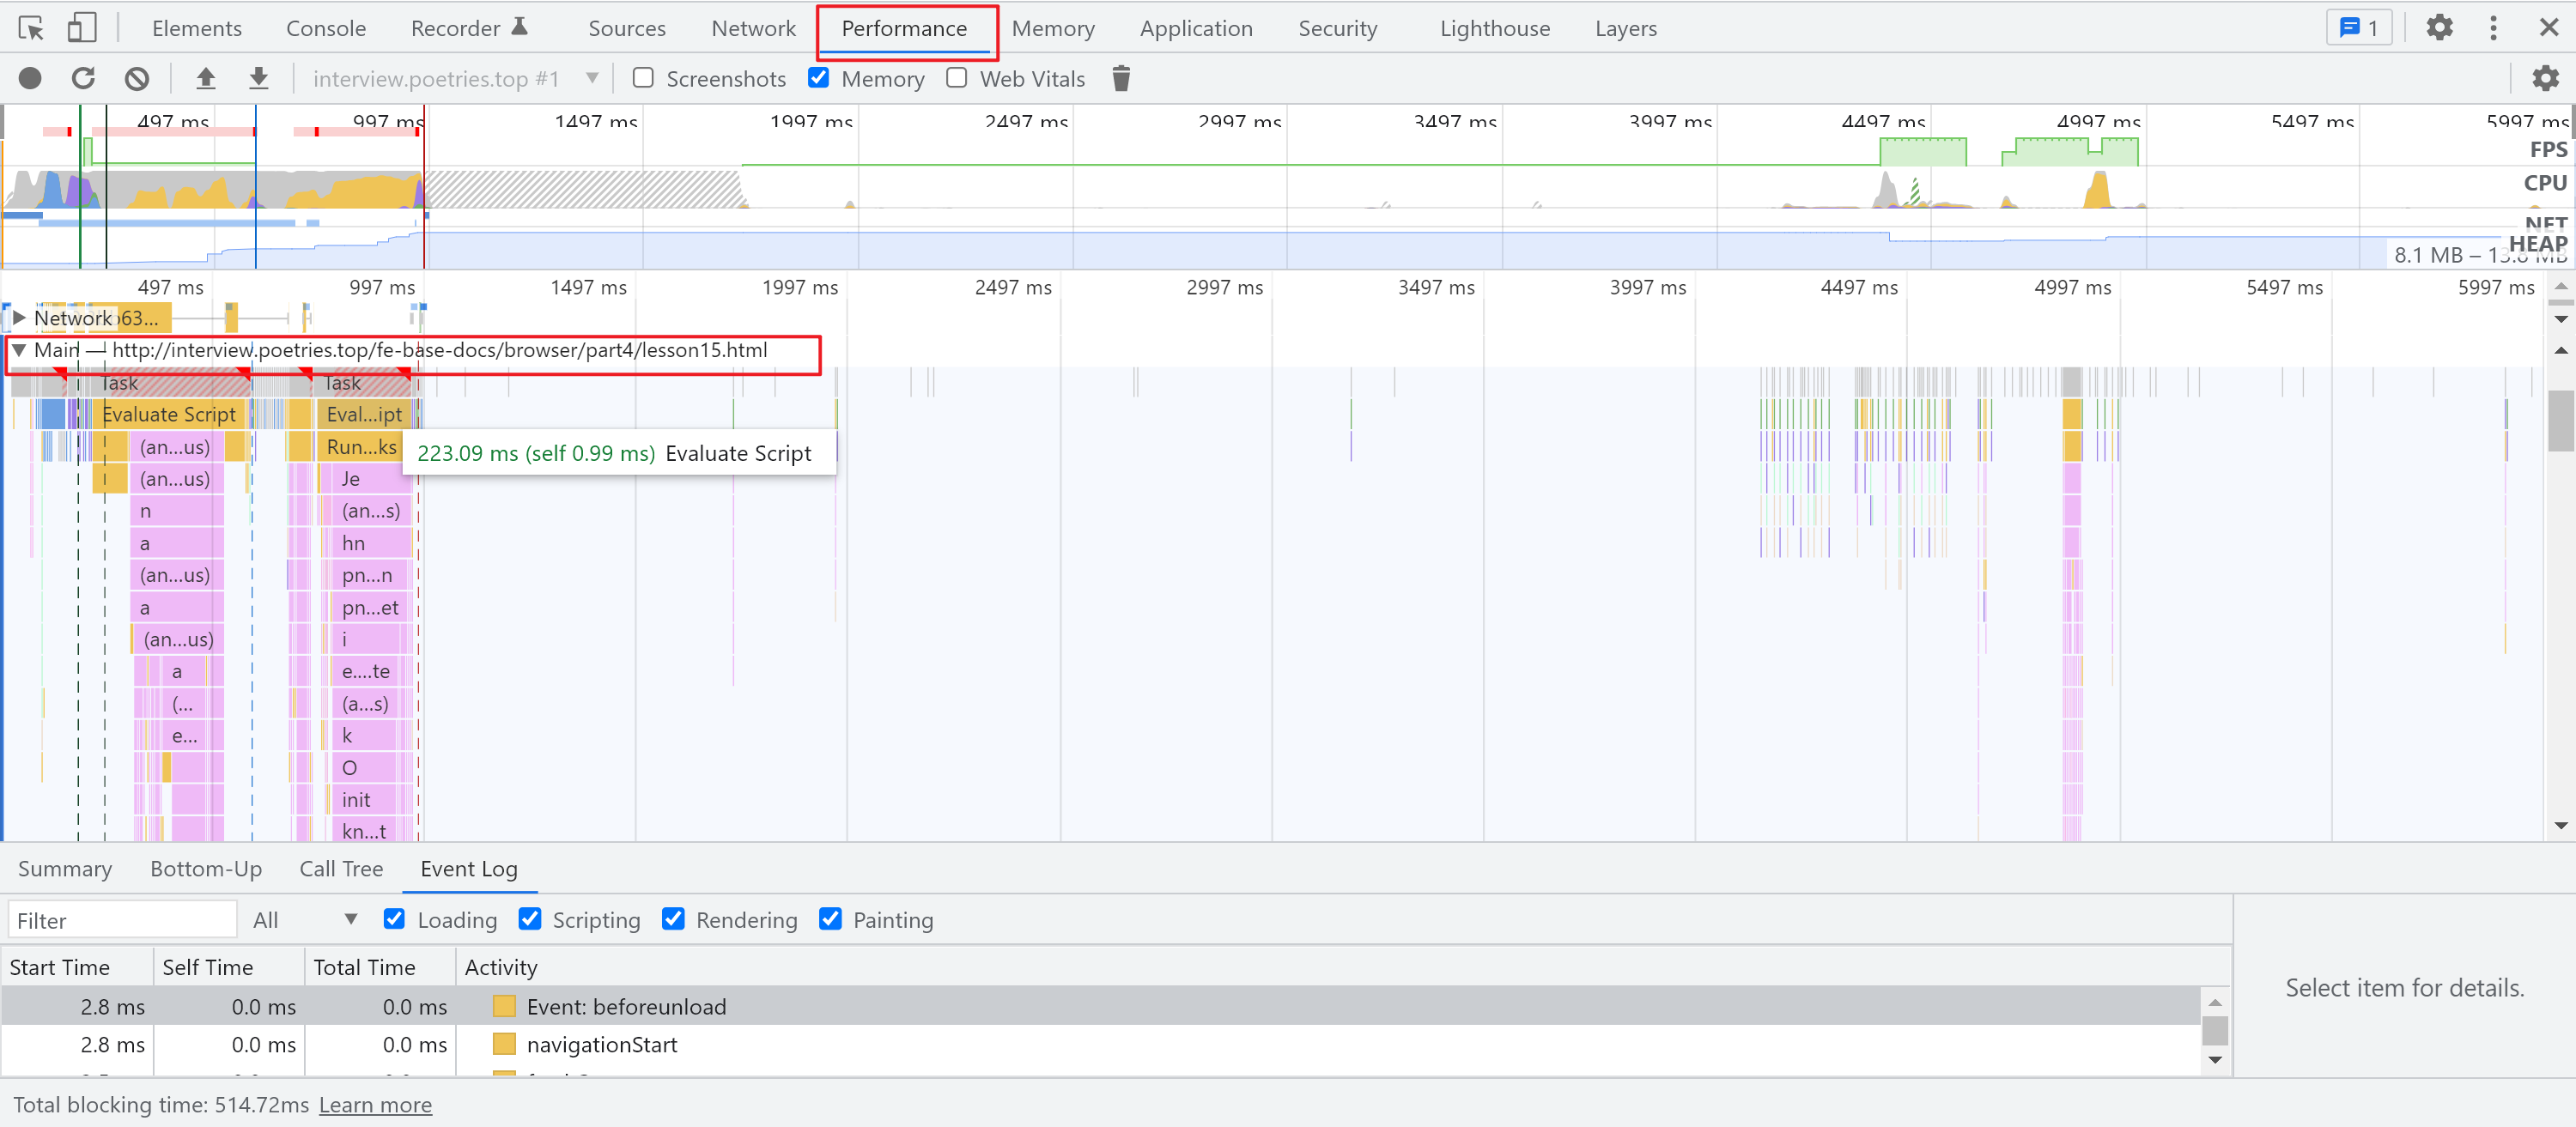 Elements Console Recorder Sources Network Performance Memory Application Security Lighthouse Layers 1
interview.poetries.top #1 Screenshots Memory Web Vitals
497 ms 997 ms 1497 ms 1997 ms 2497 ms 2997 ms 3497 ms 3997 ms 4497 ms 4997 ms 5497 ms 5997 ms
FPS
CPU
NET
HEAP
8.1 MB – 13.8 MB
497 ms 997 ms 1497 ms 1997 ms 2497 ms 2997 ms 3497 ms 3997 ms 4497 ms 4997 ms 5497 ms 5997 ms
Network 63...
Main — http://interview.poetries.top/fe-base-docs/browser/part4/lesson15.html
Task Task
Evaluate Script Eval...ipt
(an...us) Run...ks
223.09 ms (self 0.99 ms) Evaluate Script
(an...us) Je
n (an...s)
a hn
(an...us) pn...n
a pn...et
(an...us) i
a e....te
(... (a...s)
e... k
O
init
kn...t
Summary Bottom-Up Call Tree Event Log
Filter All Loading Scripting Rendering Painting
Start Time Self Time Total Time Activity
2.8 ms 0.0 ms 0.0 ms Event: beforeunload
2.8 ms 0.0 ms 0.0 ms navigationStart
Select item for details.
Total blocking time: 514.72ms Learn more